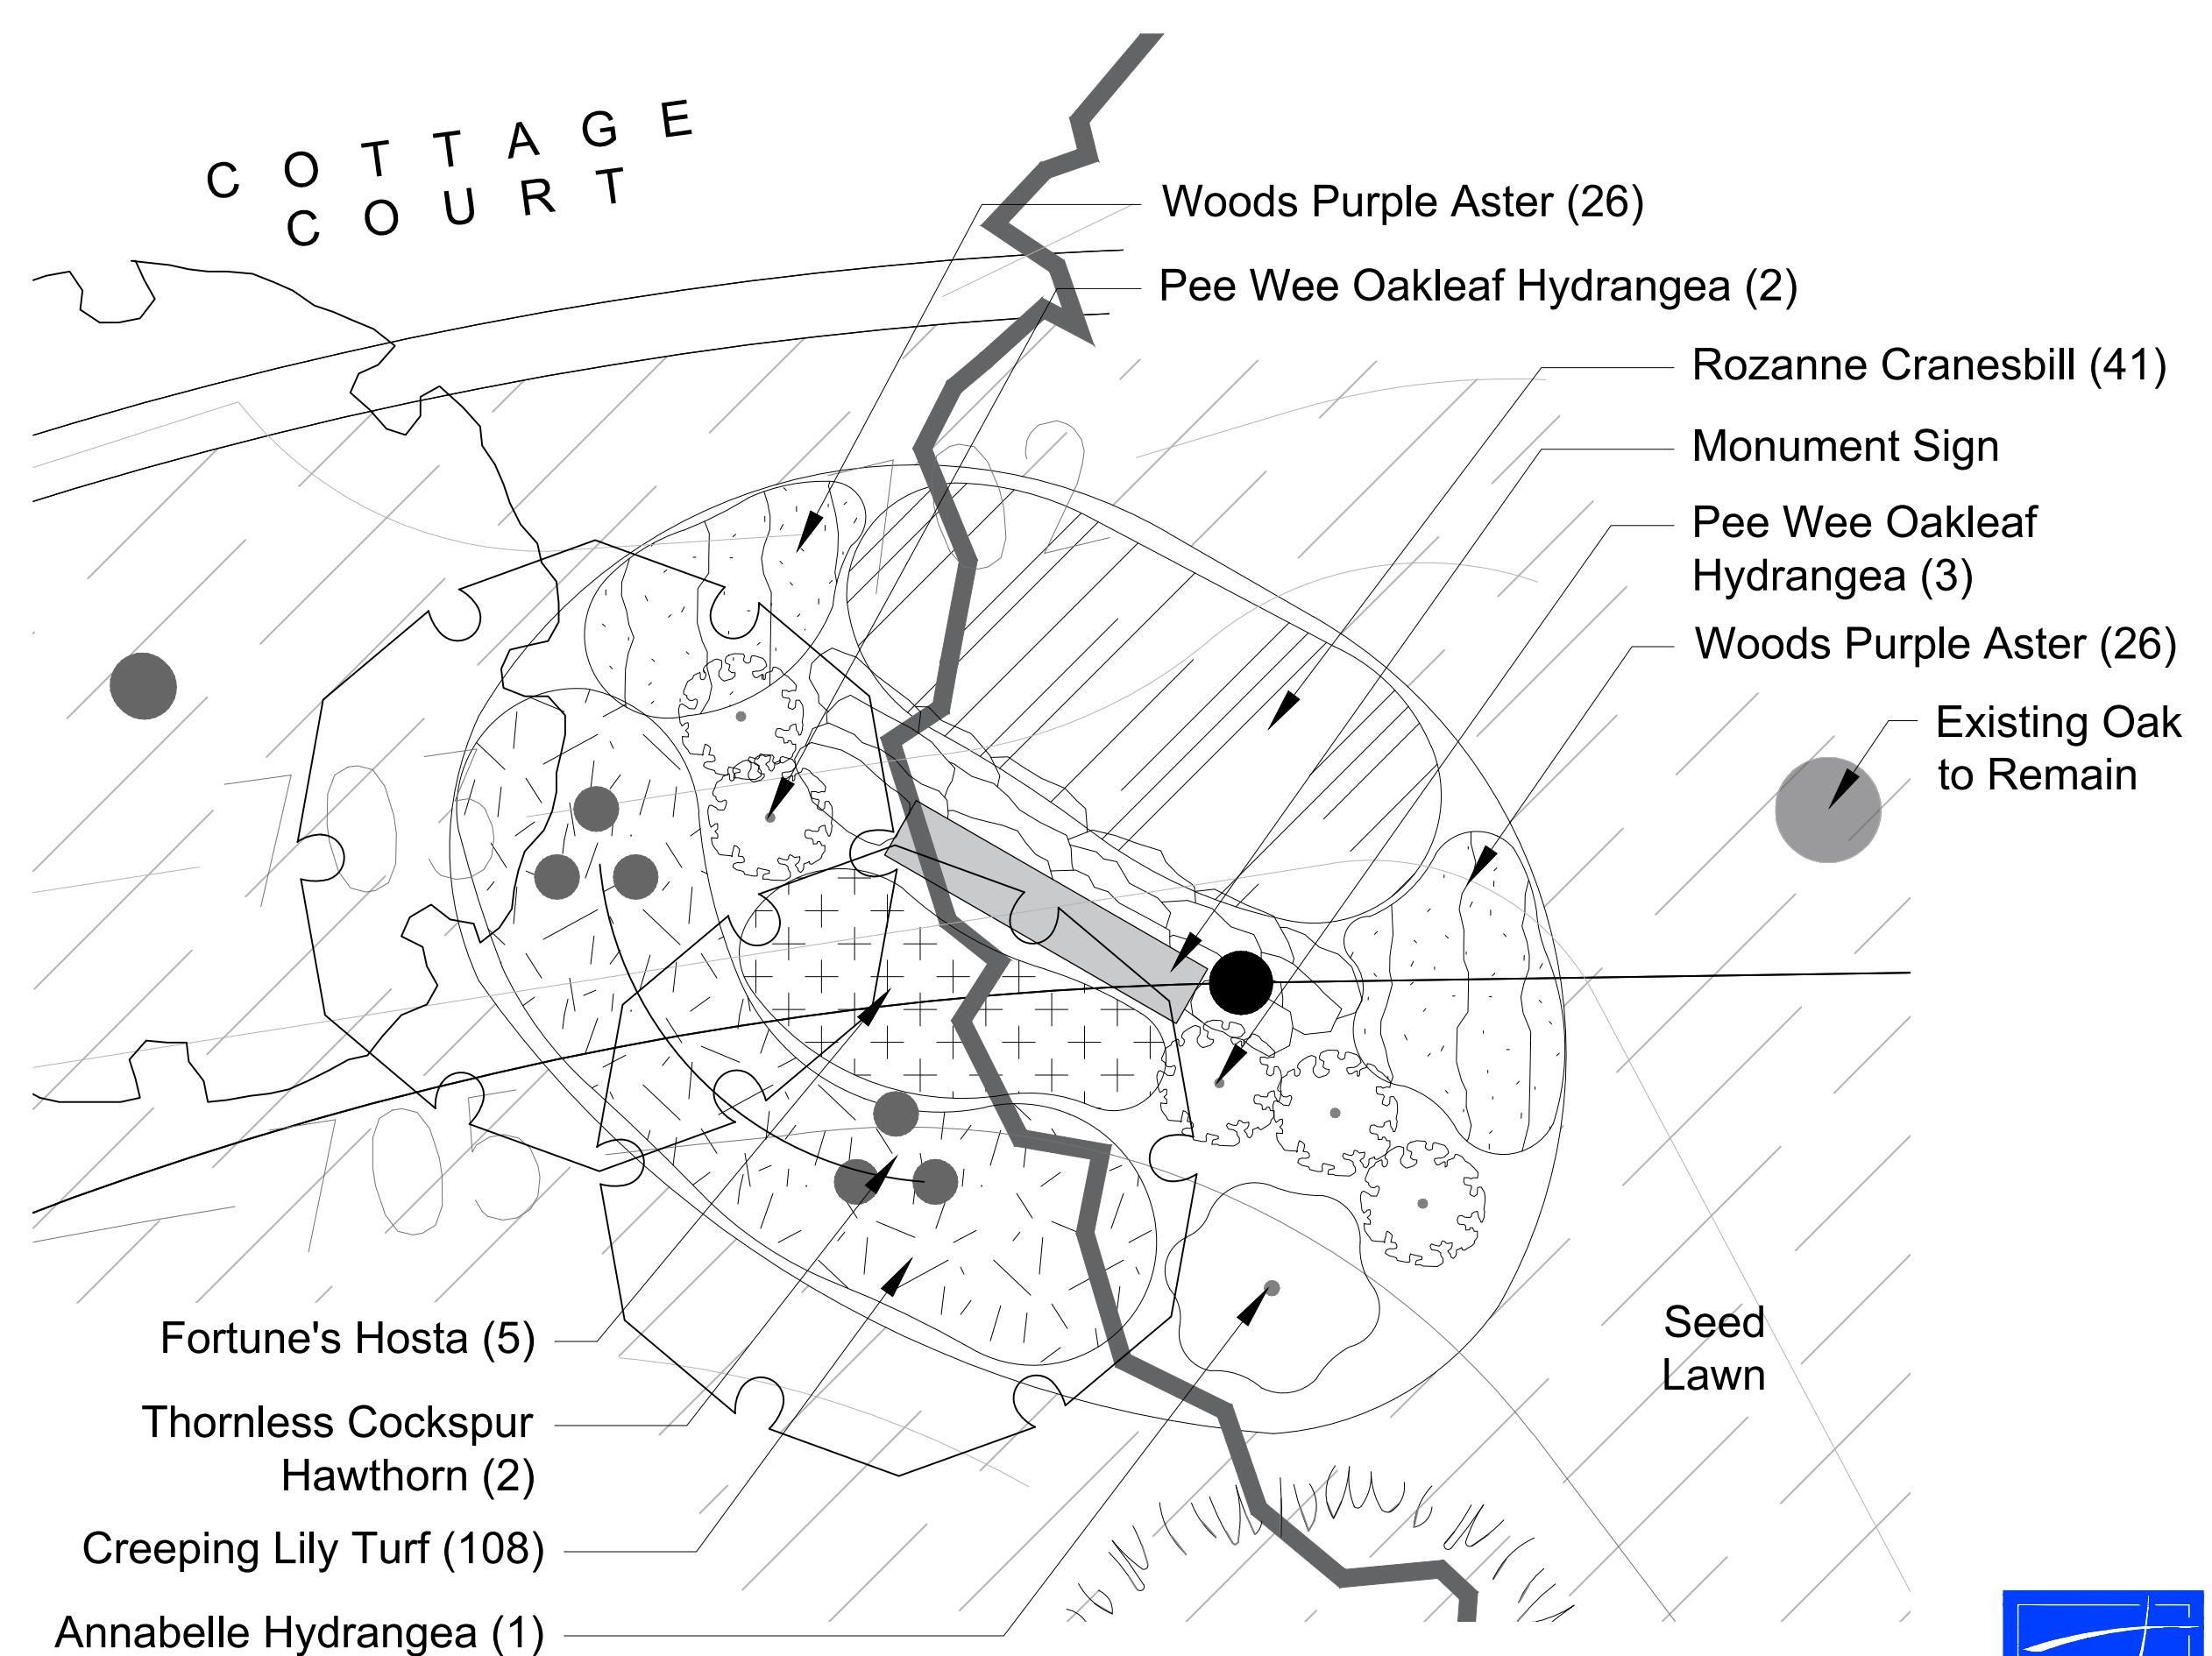 C O T T A G E
C O U R T
Woods Purple Aster (26)
Pee Wee Oakleaf Hydrangea (2)
Rozanne Cranesbill (41)
Monument Sign
Pee Wee Oakleaf
Hydrangea (3)
Woods Purple Aster (26)
Existing Oak
to Remain
Seed
Lawn
Fortune's Hosta (5)
Thornless Cockspur
Hawthorn (2)
Creeping Lily Turf (108)
Annabelle Hydrangea (1)